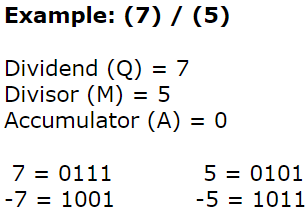 Example: (7) / (5)
Dividend (Q) = 7
Divisor (M) = 5
Accumulator (A) = 0
7 = 0111 5 = 0101
-7 = 1001 -5 = 1011